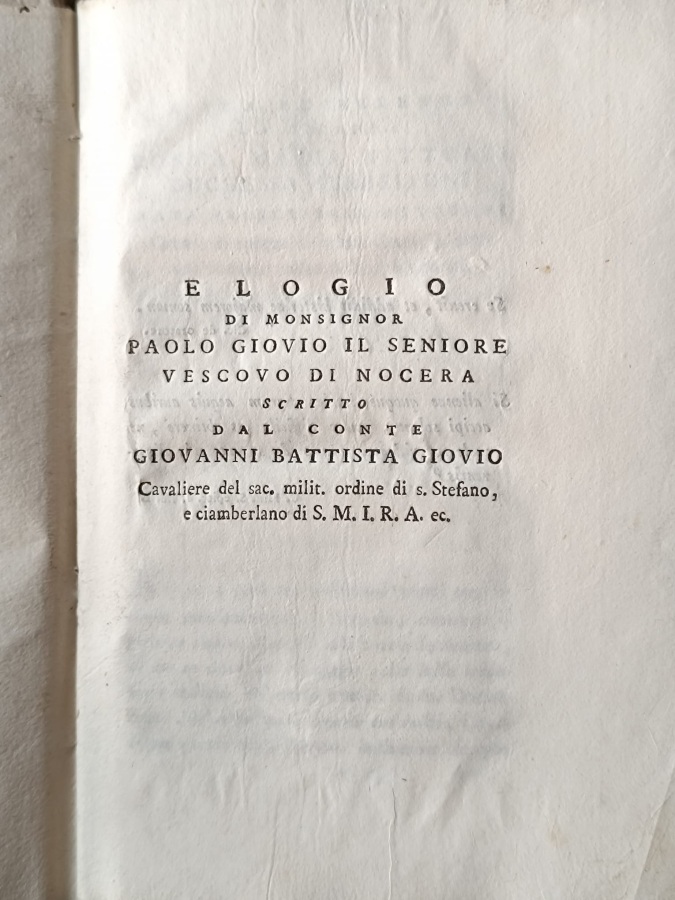 ELOGIO
DI MONSIGNOR
PAOLO GIOVIO IL SENIORE
VESCOVO DI NOCERA
SCRITTO
DAL CONTE
GIOVANNI BATTISTA GIOVIO
Cavaliere del sac. milit. ordine di s. Stefano,
e ciamberlano di S. M. I. R. A. ec.